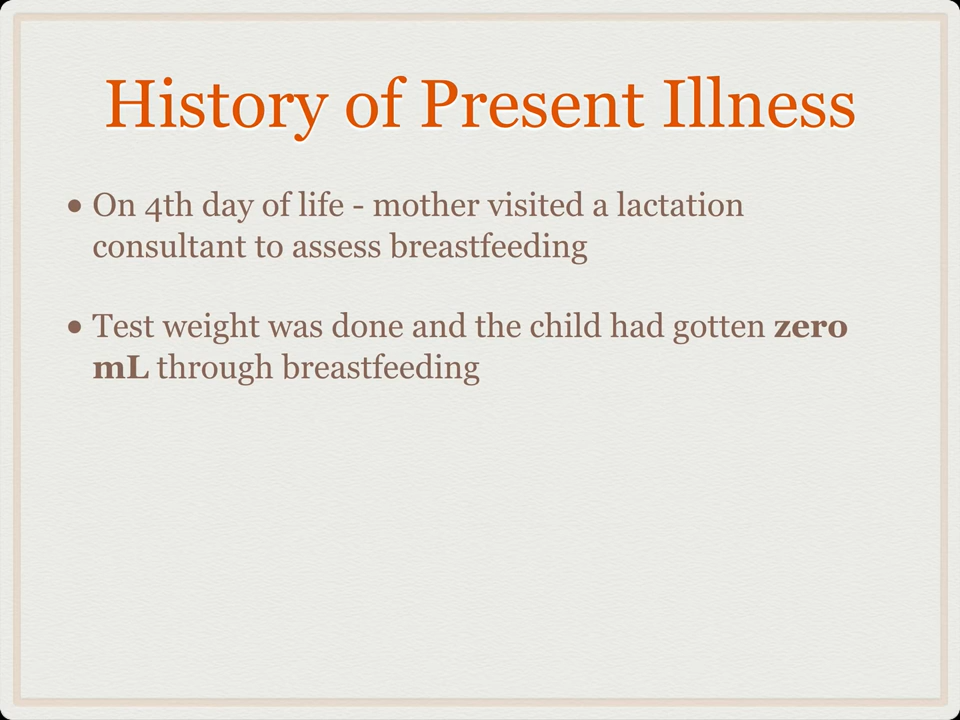 History of Present Illness
• On 4th day of life - mother visited a lactation
consultant to assess breastfeeding
• Test weight was done and the child had gotten zero
mL through breastfeeding